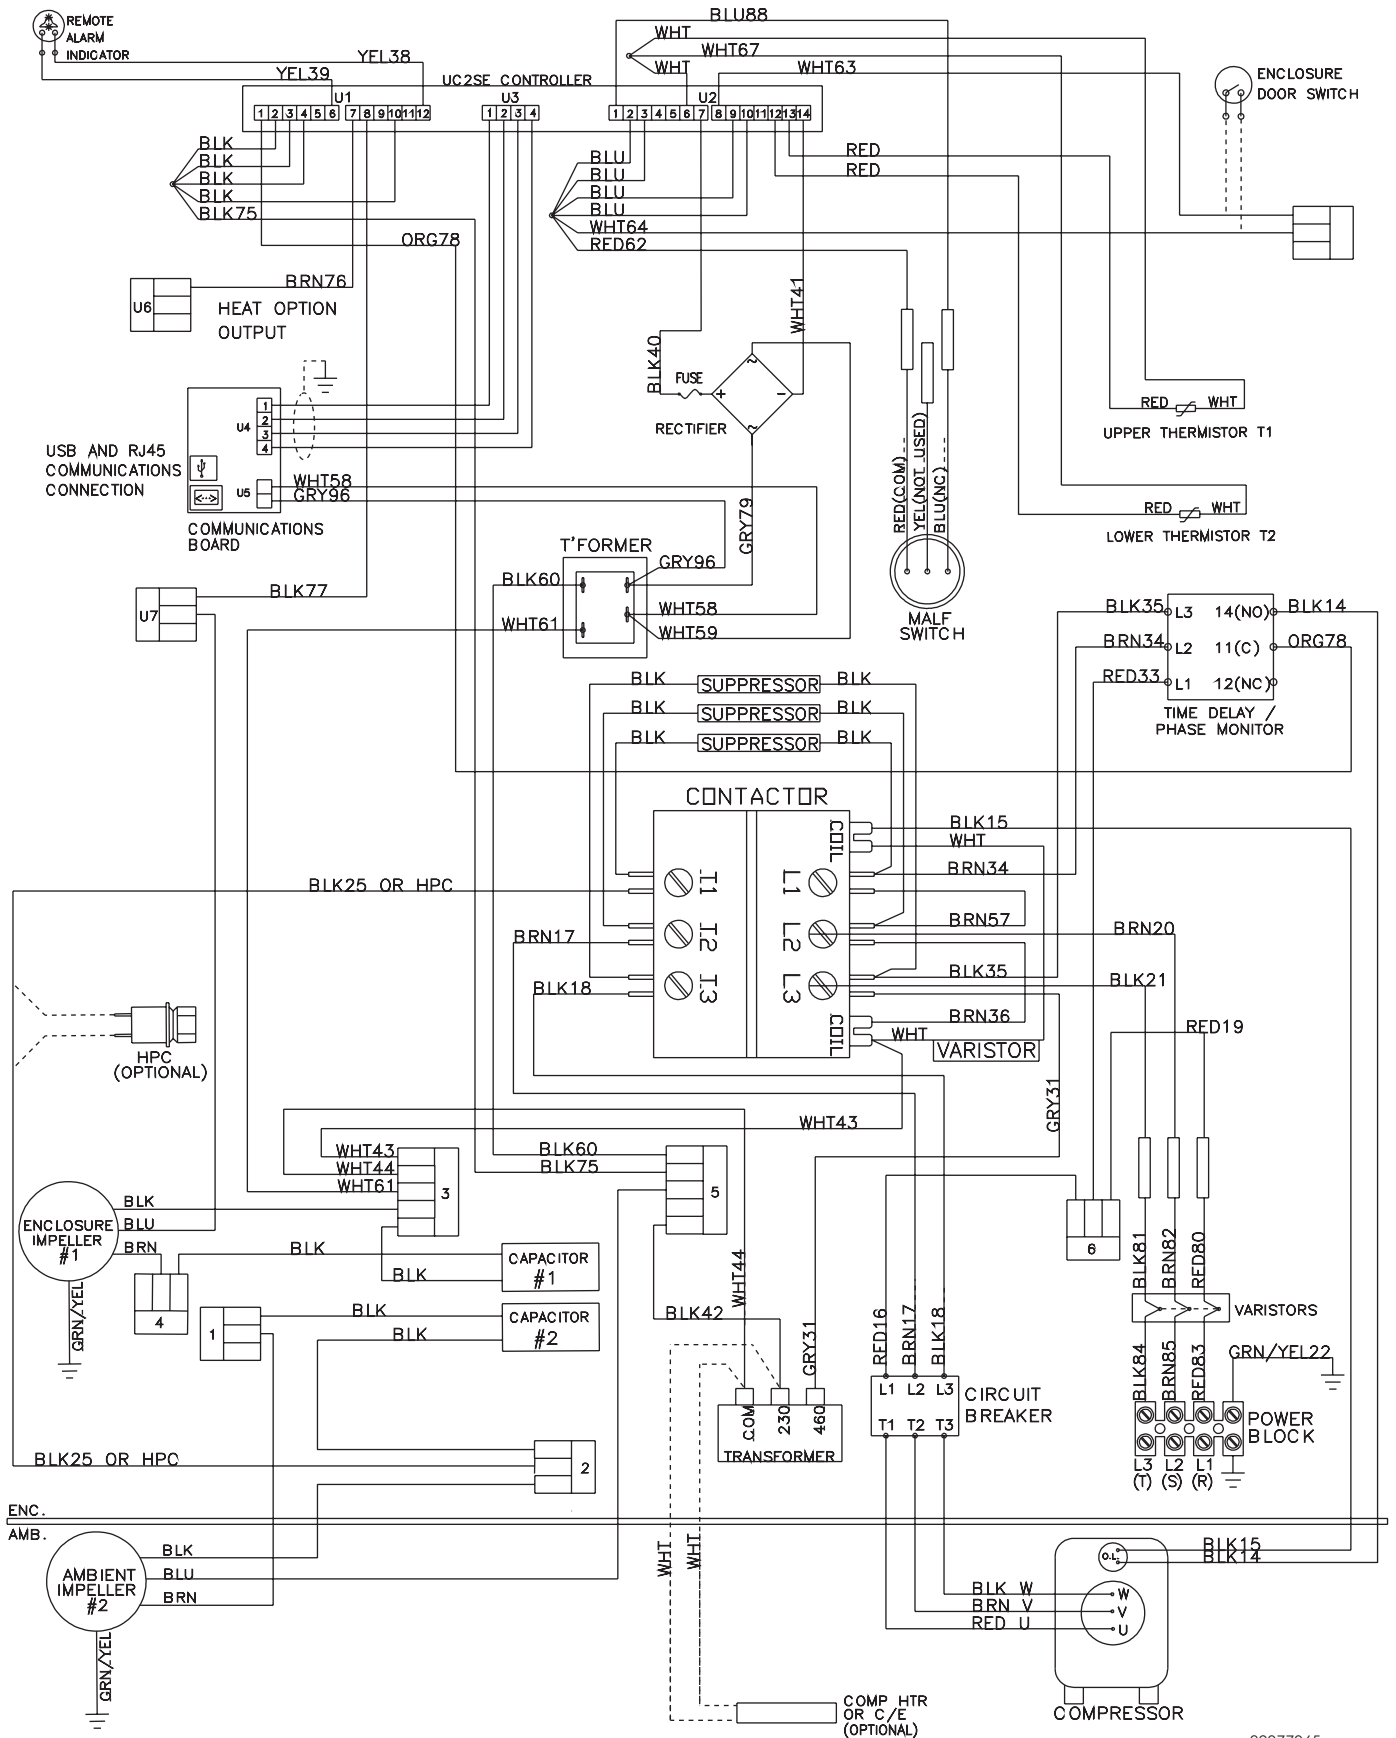 REMOTE
ALARM
INDICATOR
YEL38
YEL39
UC2SE CONTROLLER
U1
U3
U2
1 2 3 4 5 6 7 8 9 10 11 12
1 2 3 4
1 2 3 4 5 6 7 8 9 10 11 12 13 14
BLU88
WHT
WHT67
WHT
WHT63
ENCLOSURE
DOOR SWITCH
BLK
BLK
BLK
BLK
BLK75
ORG78
BLU
BLU
BLU
BLU
WHT64
RED62
RED
RED
BRN76
U6
HEAT OPTION
OUTPUT
BLK40
FUSE
WHT41
~
+
-
~
RECTIFIER
GRY79
RED(COM)
YEL(NOT USED)
BLU(NC)
MALF
SWITCH
RED
WHT
UPPER THERMISTOR T1
RED
WHT
LOWER THERMISTOR T2
U4
1
2
3
4
U5
USB AND RJ45
COMMUNICATIONS
CONNECTION
COMMUNICATIONS
BOARD
WHT58
GRY96
T'FORMER
BLK60
WHT61
GRY96
WHT58
WHT59
BLK77
U7
BLK35
L3
14(NO)
BLK14
BRN34
L2
11(C)
ORG78
RED33
L1
12(NC)
TIME DELAY /
PHASE MONITOR
BLK
SUPPRESSOR
BLK
BLK
SUPPRESSOR
BLK
BLK
SUPPRESSOR
BLK
CONTACTOR
COIL
BLK15
WHT
T1
L1
BRN34
BLK25 OR HPC
T2
L2
BRN57
BRN17
BRN20
T3
L3
BLK35
BLK18
BLK21
COIL
BRN36
WHT
VARISTOR
RED19
GRY31
HPC
(OPTIONAL)
WHT43
WHT43
WHT44
WHT61
3
BLK60
BLK75
5
ENCLOSURE
IMPELLER
#1
BLK
BLU
BRN
GRN/YEL
4
BLK
BLK
CAPACITOR
#1
1
BLK
BLK
CAPACITOR
#2
BLK42
WHT44
GRY31
COM
230
460
TRANSFORMER
6
RED16
BRN17
BLK18
L1 L2 L3
T1 T2 T3
CIRCUIT
BREAKER
BLK81
BRN82
RED80
VARISTORS
BLK84
BRN85
RED83
GRN/YEL22
POWER
BLOCK
L3
(T)
L2
(S)
L1
(R)
BLK25 OR HPC
2
ENC.
AMB.
AMBIENT
IMPELLER
#2
BLK
BLU
BRN
GRN/YEL
WHT
WHT
COMP HTR
OR C/E
(OPTIONAL)
BLK W
BRN V
RED U
O.L.
W
V
U
BLK15
BLK14
COMPRESSOR